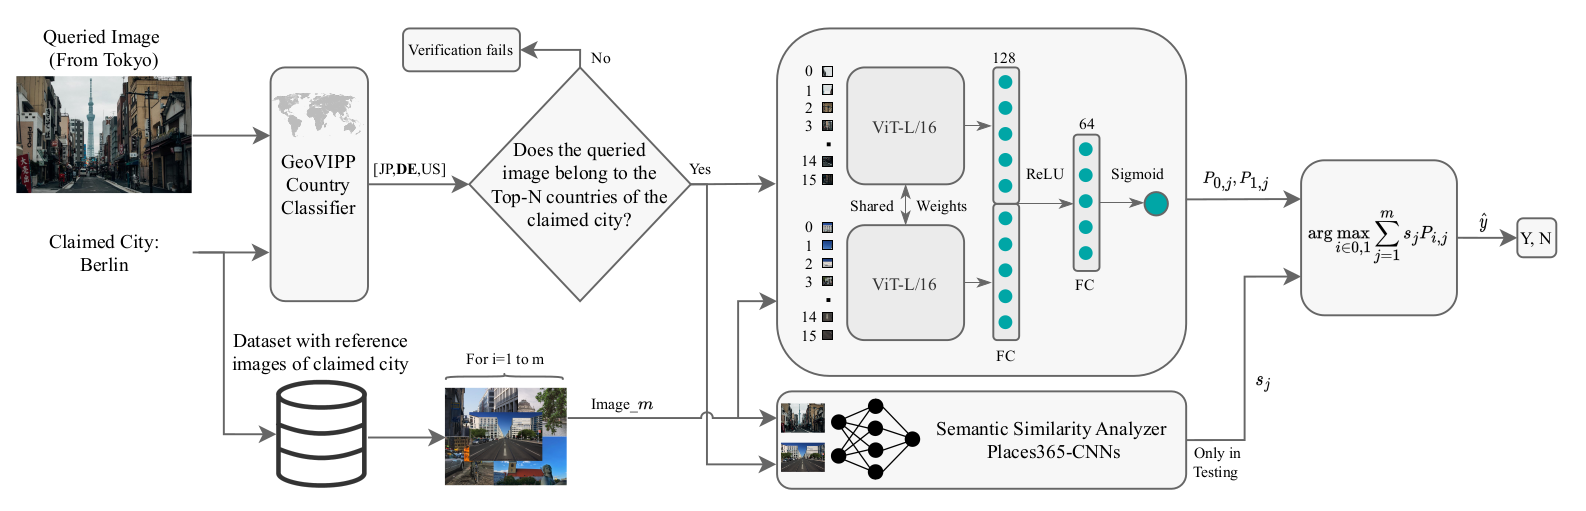 Queried Image
(From Tokyo)
Claimed City:
Berlin
GeoVIPP
Country
Classifier
[JP,DE,US]
Verification fails
No
Does the queried
image belong to the
Top-N countries of the
claimed city?
Yes
Dataset with reference
images of claimed city
For i=1 to m
Image_m
0
1
2
3
14
15
ViT-L/16
Shared Weights
0
1
2
3
14
15
ViT-L/16
128
FC
ReLU
64
FC
Sigmoid
Semantic Similarity Analyzer
Places365-CNNs
P_{0,j}, P_{1,j}
s_j
Only in
Testing
arg max_{i∈0,1} ∑_{j=1}^{m} s_j P_{i,j}
ŷ
Y, N